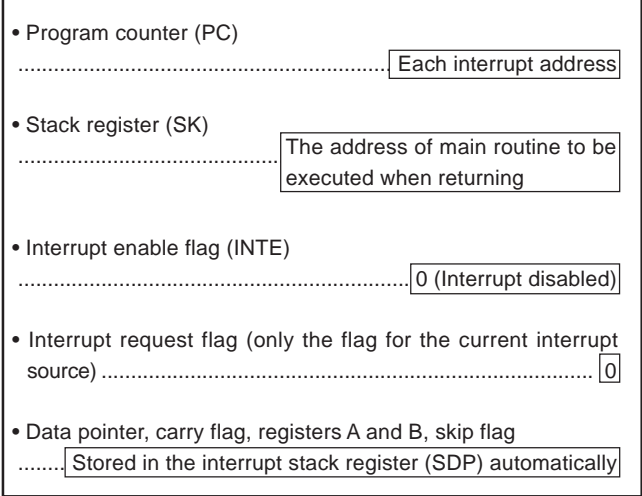 • Program counter (PC)
............................................................... Each interrupt address
• Stack register (SK)
............................................ The address of main routine to be
executed when returning
• Interrupt enable flag (INTE)
.................................................................. 0 (Interrupt disabled)
• Interrupt request flag (only the flag for the current interrupt
source) ................................................................................... 0
• Data pointer, carry flag, registers A and B, skip flag
........ Stored in the interrupt stack register (SDP) automatically